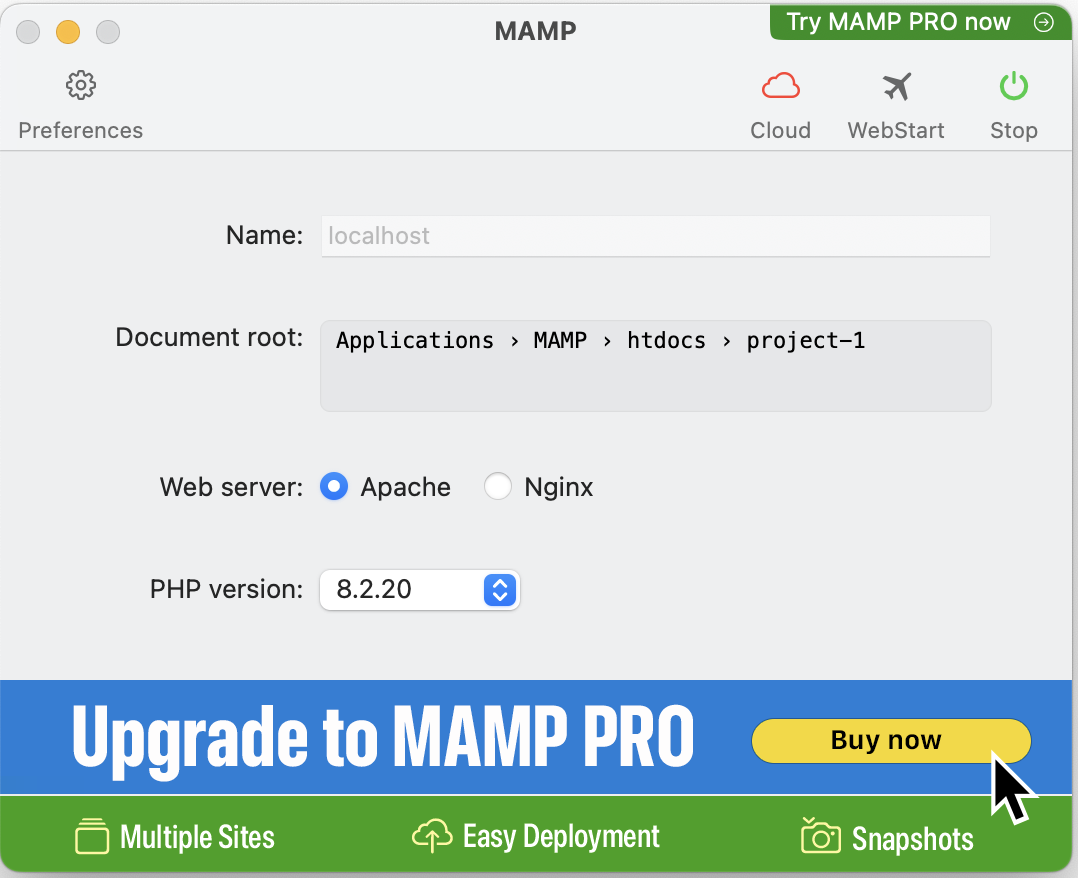 MAMP
Try MAMP PRO now
Preferences
Cloud
WebStart
Stop
Name: localhost
Document root: Applications › MAMP › htdocs › project-1
Web server: Apache Nginx
PHP version: 8.2.20
Upgrade to MAMP PRO
Buy now
Multiple Sites
Easy Deployment
Snapshots